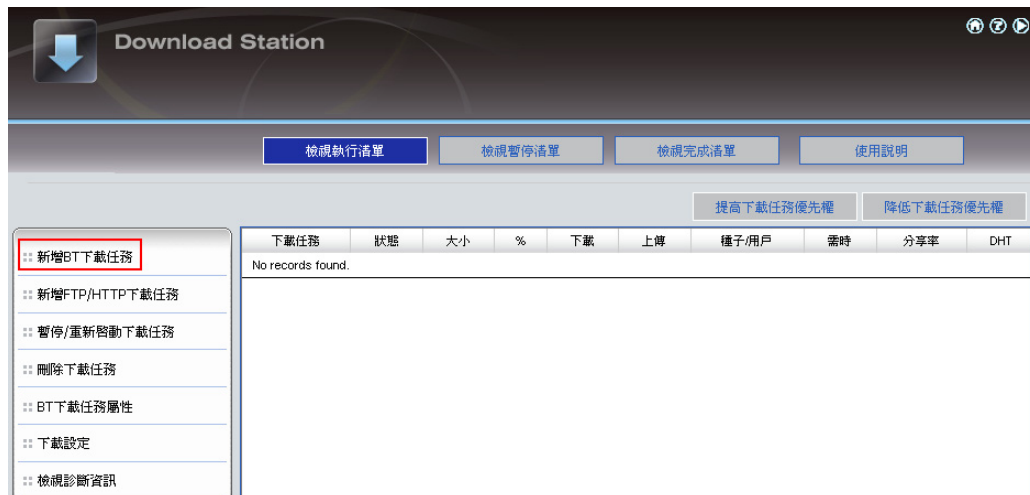 Download Station
檢視執行清單 檢視暫停清單 檢視完成清單 使用說明
提高下載任務優先權 降低下載任務優先權
下載任務 狀態 大小 % 下載 上傳 種子/用戶 需時 分享率 DHT
No records found.
新增BT下載任務
新增FTP/HTTP下載任務
暫停/重新啓動下載任務
刪除下載任務
BT下載任務屬性
下載設定
檢視診斷資訊